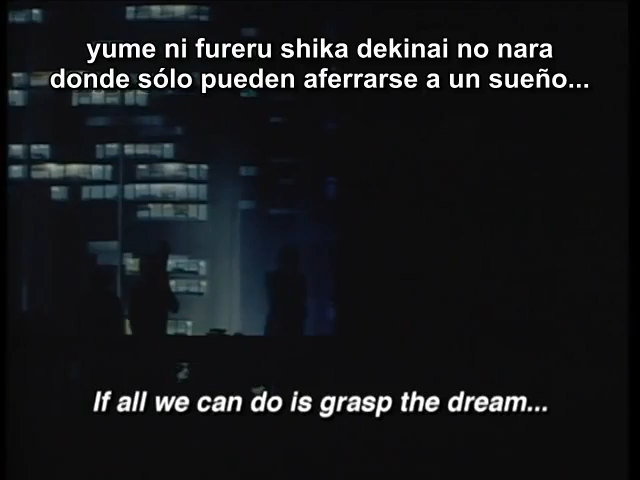 yume ni fureru shika dekinai no nara
donde sólo pueden aferrarse a un sueño...
If all we can do is grasp the dream...